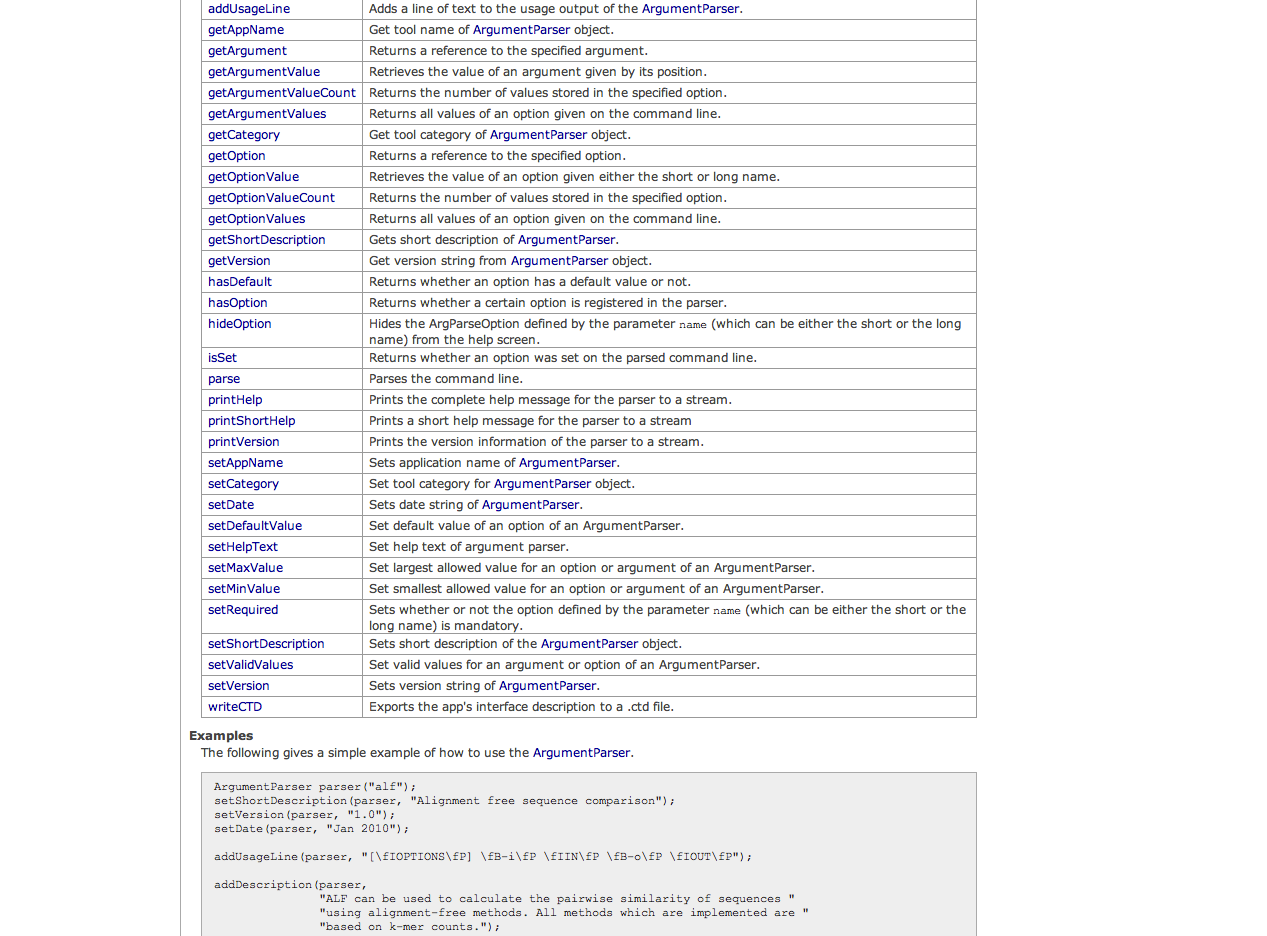 addUsageLine Adds a line of text to the usage output of the ArgumentParser.
getAppName Get tool name of ArgumentParser object.
getArgument Returns a reference to the specified argument.
getArgumentValue Retrieves the value of an argument given by its position.
getArgumentValueCount Returns the number of values stored in the specified option.
getArgumentValues Returns all values of an option given on the command line.
getCategory Get tool category of ArgumentParser object.
getOption Returns a reference to the specified option.
getOptionValue Retrieves the value of an option given either the short or long name.
getOptionValueCount Returns the number of values stored in the specified option.
getOptionValues Returns all values of an option given on the command line.
getShortDescription Gets short description of ArgumentParser.
getVersion Get version string from ArgumentParser object.
hasDefault Returns whether an option has a default value or not.
hasOption Returns whether a certain option is registered in the parser.
hideOption Hides the ArgParseOption defined by the parameter name (which can be either the short or the long
name) from the help screen.
isSet Returns whether an option was set on the parsed command line.
parse Parses the command line.
printHelp Prints the complete help message for the parser to a stream.
printShortHelp Prints a short help message for the parser to a stream
printVersion Prints the version information of the parser to a stream.
setAppName Sets application name of ArgumentParser.
setCategory Set tool category for ArgumentParser object.
setDate Sets date string of ArgumentParser.
setDefaultValue Set default value of an option of an ArgumentParser.
setHelpText Set help text of argument parser.
setMaxValue Set largest allowed value for an option or argument of an ArgumentParser.
setMinValue Set smallest allowed value for an option or argument of an ArgumentParser.
setRequired Sets whether or not the option defined by the parameter name (which can be either the short or the
long name) is mandatory.
setShortDescription Sets short description of the ArgumentParser object.
setValidValues Set valid values for an argument or option of an ArgumentParser.
setVersion Sets version string of ArgumentParser.
writeCTD Exports the app's interface description to a .ctd file.
Examples
The following gives a simple example of how to use the ArgumentParser.
ArgumentParser parser("alf");
setShortDescription(parser, "Alignment free sequence comparison");
setVersion(parser, "1.0");
setDate(parser, "Jan 2010");
addUsageLine(parser, "[\fIOPTIONS\fP] \fB-i\fP \fIIN\fP \fB-o\fP \fIOUT\fP");
addDescription(parser,
"ALF can be used to calculate the pairwise similarity of sequences "
"using alignment-free methods. All methods which are implemented are "
"based on k-mer counts.");